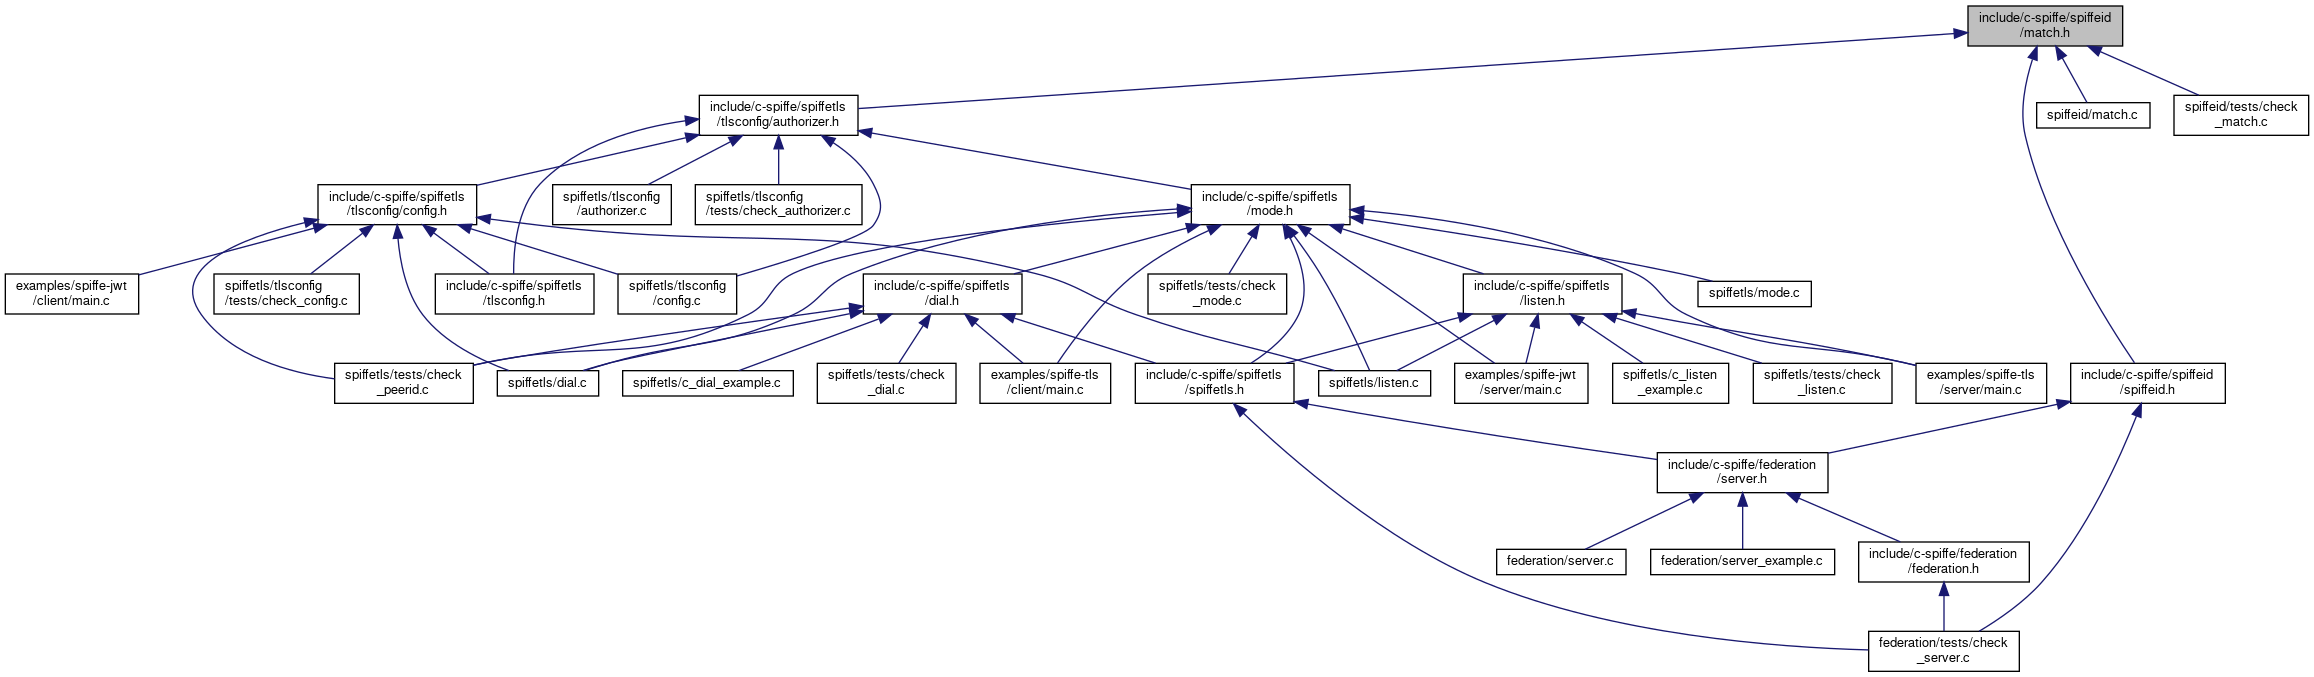 include/c-spiffe/spiffeid
/match.h
include/c-spiffe/spiffetls
/tlsconfig/authorizer.h
spiffeid/match.c
spiffeid/tests/check
_match.c
include/c-spiffe/spiffetls
/tlsconfig/config.h
spiffetls/tlsconfig
/authorizer.c
spiffetls/tlsconfig
/tests/check_authorizer.c
include/c-spiffe/spiffetls
/mode.h
examples/spiffe-jwt
/client/main.c
spiffetls/tlsconfig
/tests/check_config.c
include/c-spiffe/spiffetls
/tlsconfig.h
spiffetls/tlsconfig
/config.c
include/c-spiffe/spiffetls
/dial.h
spiffetls/tests/check
_mode.c
include/c-spiffe/spiffetls
/listen.h
spiffetls/mode.c
spiffetls/tests/check
_peerid.c
spiffetls/dial.c
spiffetls/c_dial_example.c
spiffetls/tests/check
_dial.c
examples/spiffe-tls
/client/main.c
include/c-spiffe/spiffetls
/spiffetls.h
spiffetls/listen.c
examples/spiffe-jwt
/server/main.c
spiffetls/c_listen
_example.c
spiffetls/tests/check
_listen.c
examples/spiffe-tls
/server/main.c
include/c-spiffe/spiffeid
/spiffeid.h
include/c-spiffe/federation
/server.h
federation/server.c
federation/server_example.c
include/c-spiffe/federation
/federation.h
federation/tests/check
_server.c